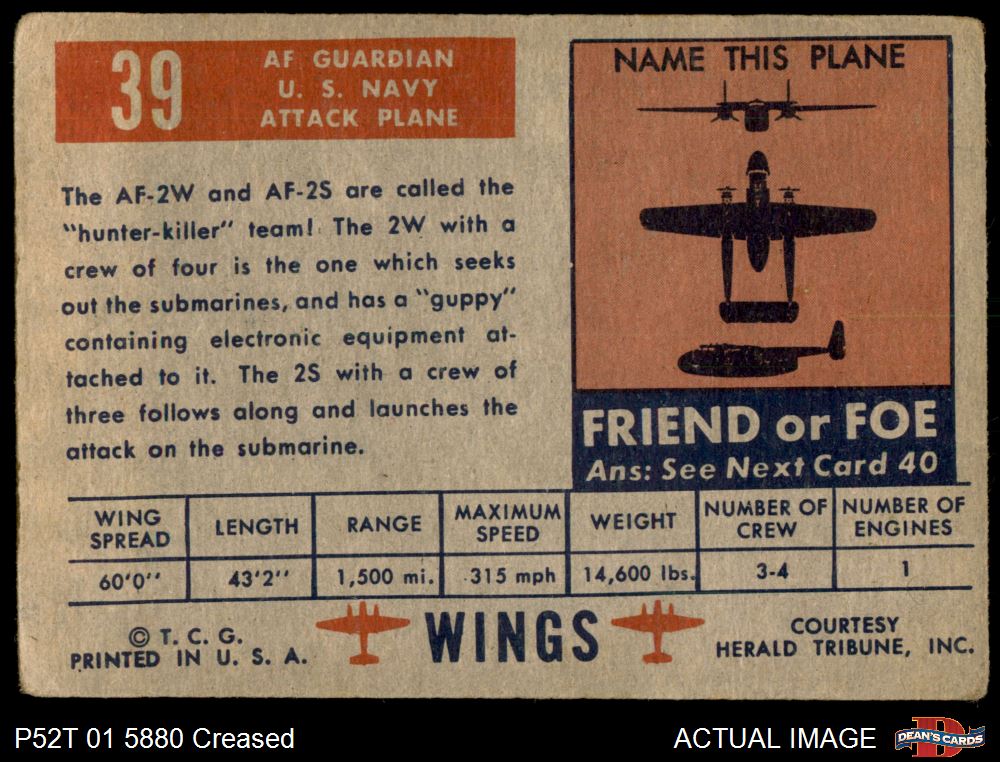 39
AF GUARDIAN
U. S. NAVY
ATTACK PLANE
The AF-2W and AF-2S are called the
"hunter-killer" team! The 2W with a
crew of four is the one which seeks
out the submarines, and has a "guppy"
containing electronic equipment at-
tached to it. The 2S with a crew of
three follows along and launches the
attack on the submarine.
NAME THIS PLANE
FRIEND or FOE
Ans: See Next Card 40
WING SPREAD LENGTH RANGE MAXIMUM SPEED WEIGHT NUMBER OF CREW NUMBER OF ENGINES
60'0'' 43'2'' 1,500 mi. 315 mph 14,600 lbs. 3-4 1
© T. C. G.
PRINTED IN U. S. A.
WINGS
COURTESY
HERALD TRIBUNE, INC.
P52T 01 5880 Creased
ACTUAL IMAGE
D
DEAN'S CARDS